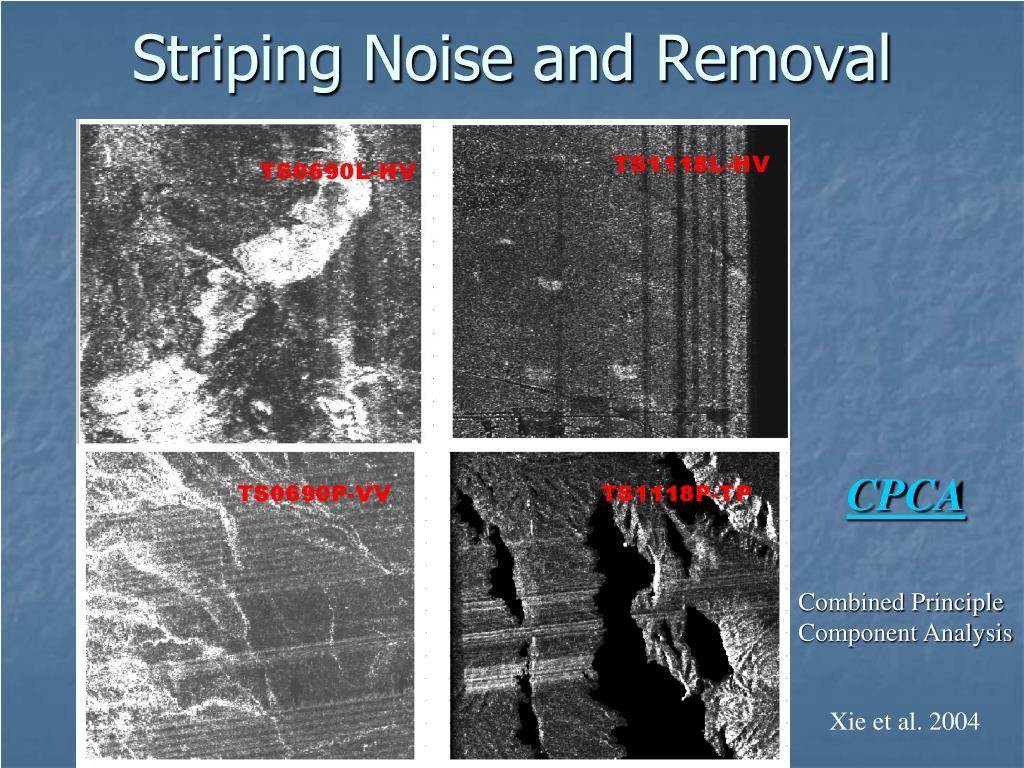 Striping Noise and Removal
TS0690L-HV
TS1118L-HV
TS0690P-VV
TS1118P-TP
CPCA
Combined Principle
Component Analysis
Xie et al. 2004